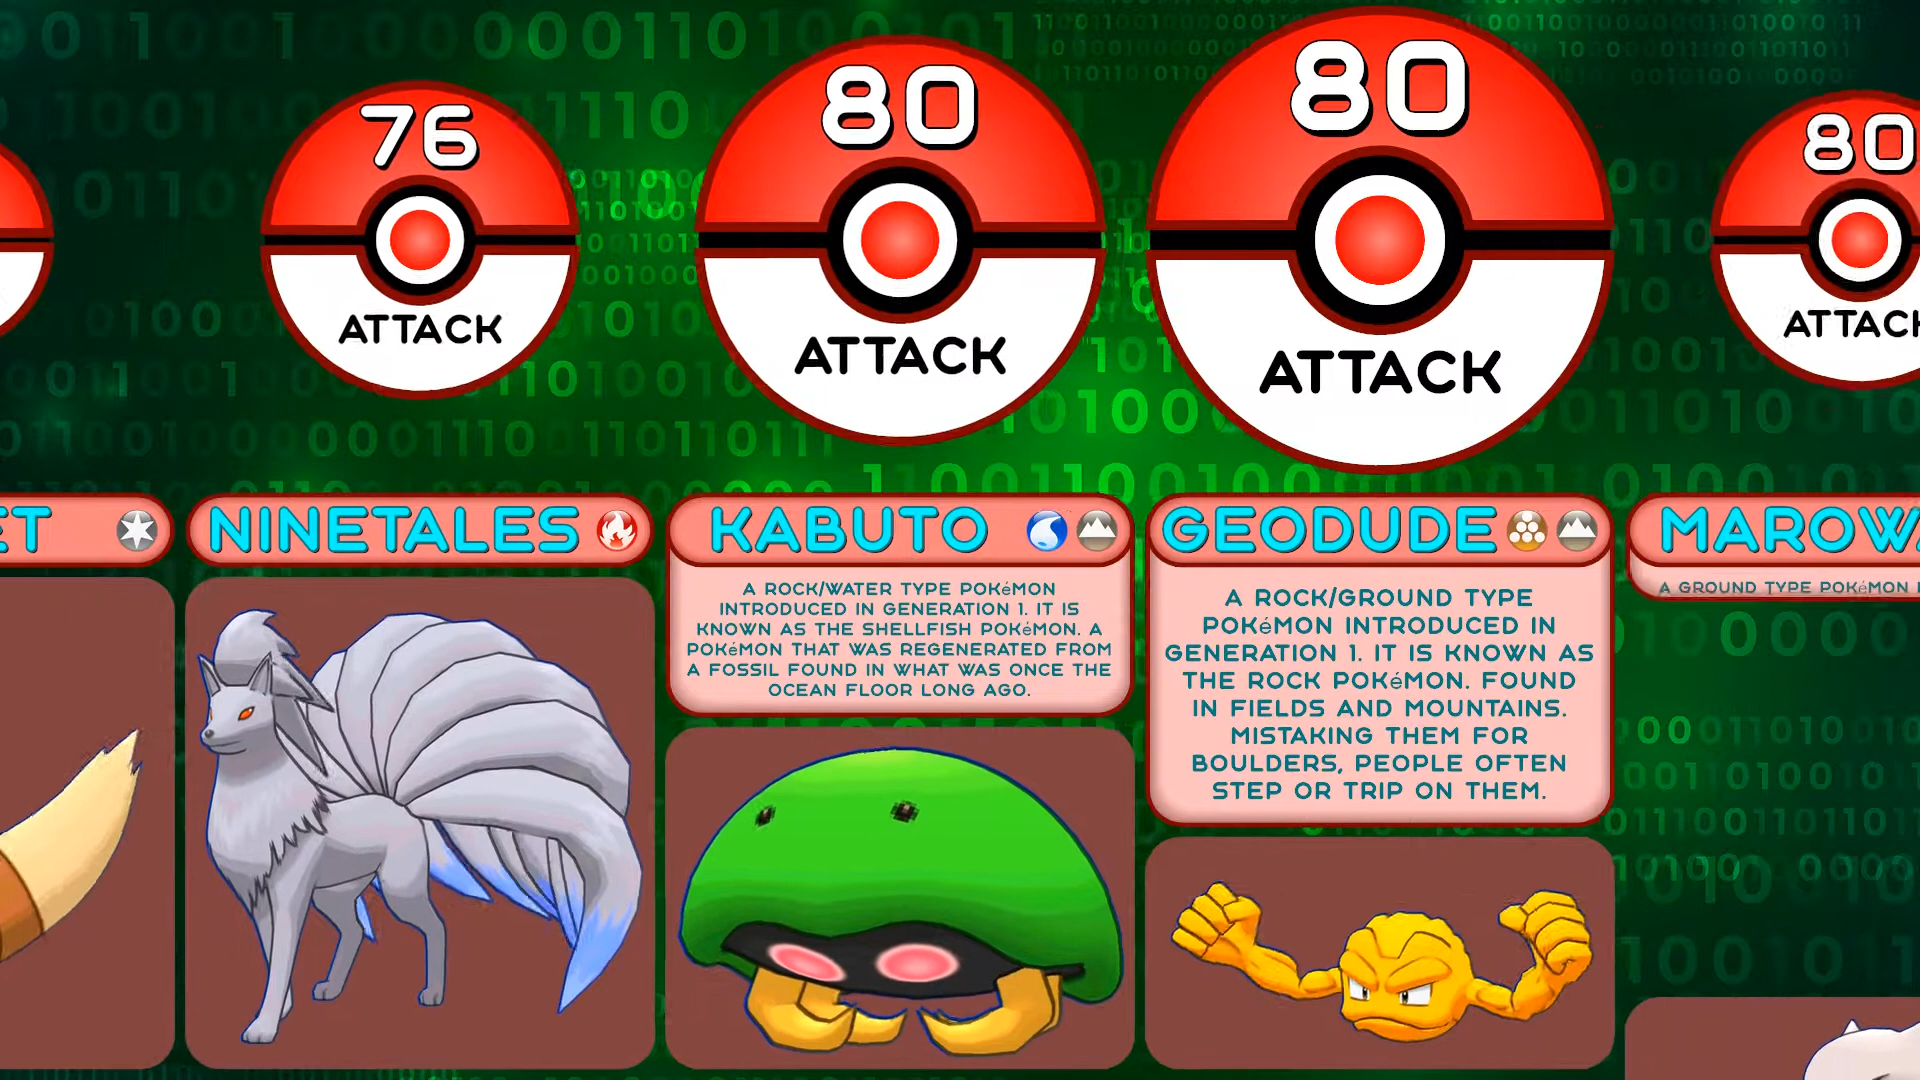 76
ATTACK
80
ATTACK
80
ATTACK
80
ATTACK
ET
NINETALES
KABUTO
A ROCK/WATER TYPE POKéMON
INTRODUCED IN GENERATION 1. IT IS
KNOWN AS THE SHELLFISH POKéMON. A
POKéMON THAT WAS REGENERATED FROM
A FOSSIL FOUND IN WHAT WAS ONCE THE
OCEAN FLOOR LONG AGO.
GEODUDE
A ROCK/GROUND TYPE
POKéMON INTRODUCED IN
GENERATION 1. IT IS KNOWN AS
THE ROCK POKéMON. FOUND
IN FIELDS AND MOUNTAINS.
MISTAKING THEM FOR
BOULDERS, PEOPLE OFTEN
STEP OR TRIP ON THEM.
MAROWA
A GROUND TYPE POKéMON